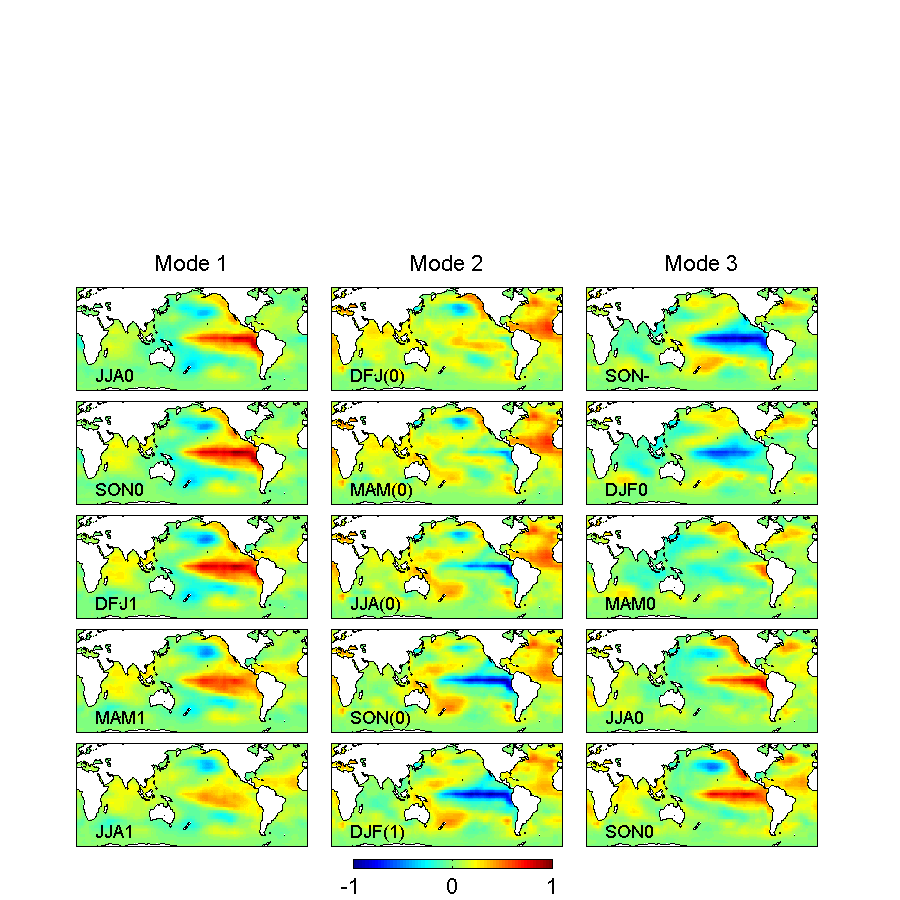 Mode 1 Mode 2 Mode 3
JJA0 DFJ(0) SON-
SON0 MAM(0) DJF0
DFJ1 JJA(0) MAM0
MAM1 SON(0) JJA0
JJA1 DJF(1) SON0
-1 0 1